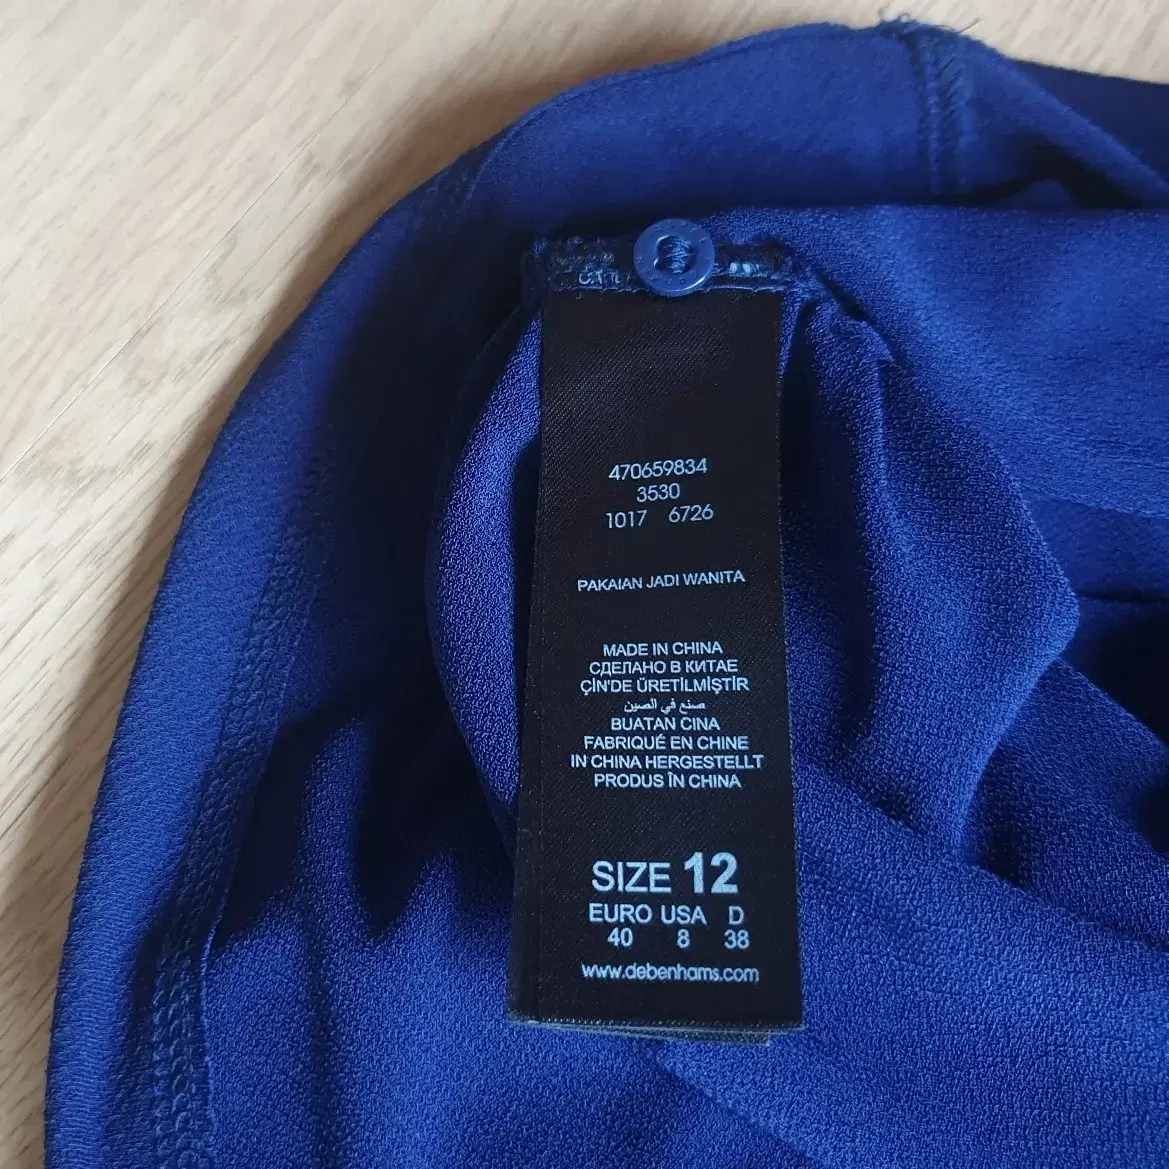 470659834
3530
1017 6726
PAKAIAN JADI WANITA
MADE IN CHINA
СДЕЛАНО В КИТАЕ
ÇİN'DE ÜRETİLMİŞTİR
صنع في الصين
BUATAN CINA
FABRIQUÉ EN CHINE
IN CHINA HERGESTELLT
PRODUS ÎN CHINA
SIZE 12
EURO USA D
40 8 38
www.debenhams.com